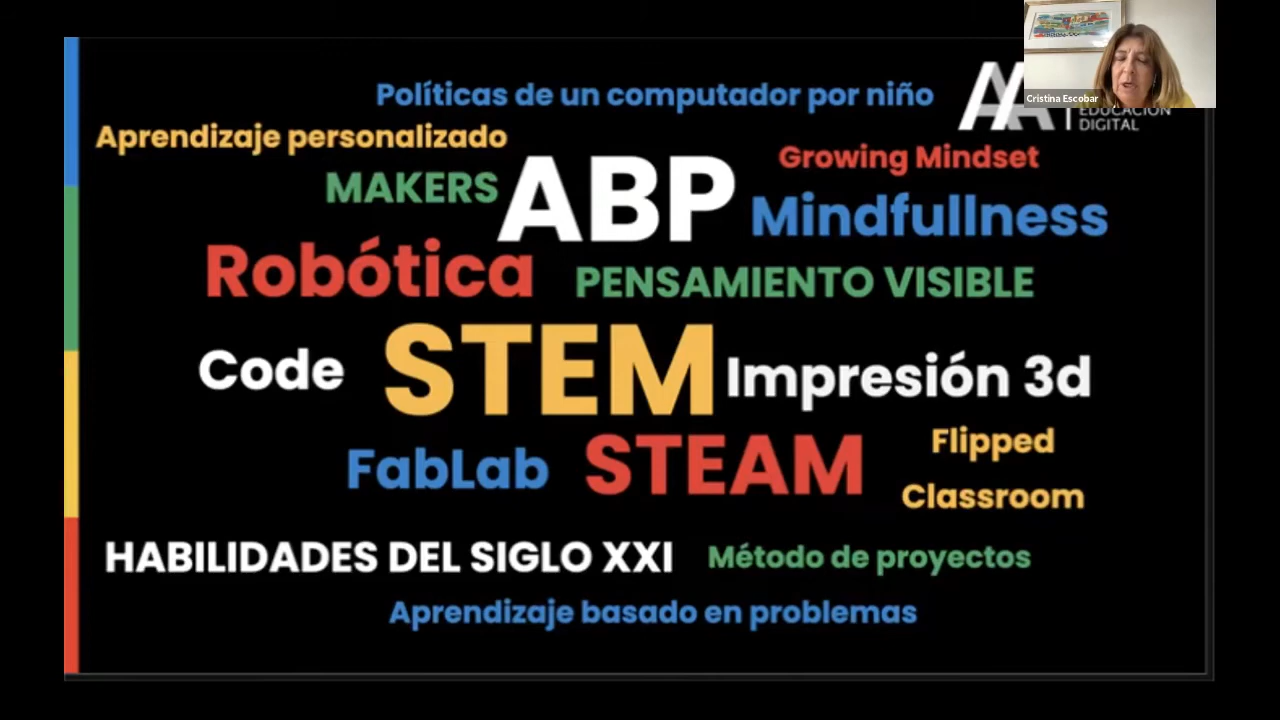 Cristina Escobar
Políticas de un computador por niño
EDUCACIÓN
DIGITAL
Aprendizaje personalizado
Growing Mindset
MAKERS
ABP
Mindfullness
Robótica
PENSAMIENTO VISIBLE
Code
STEM
Impresión 3d
Flipped
Classroom
FabLab
STEAM
HABILIDADES DEL SIGLO XXI
Método de proyectos
Aprendizaje basado en problemas